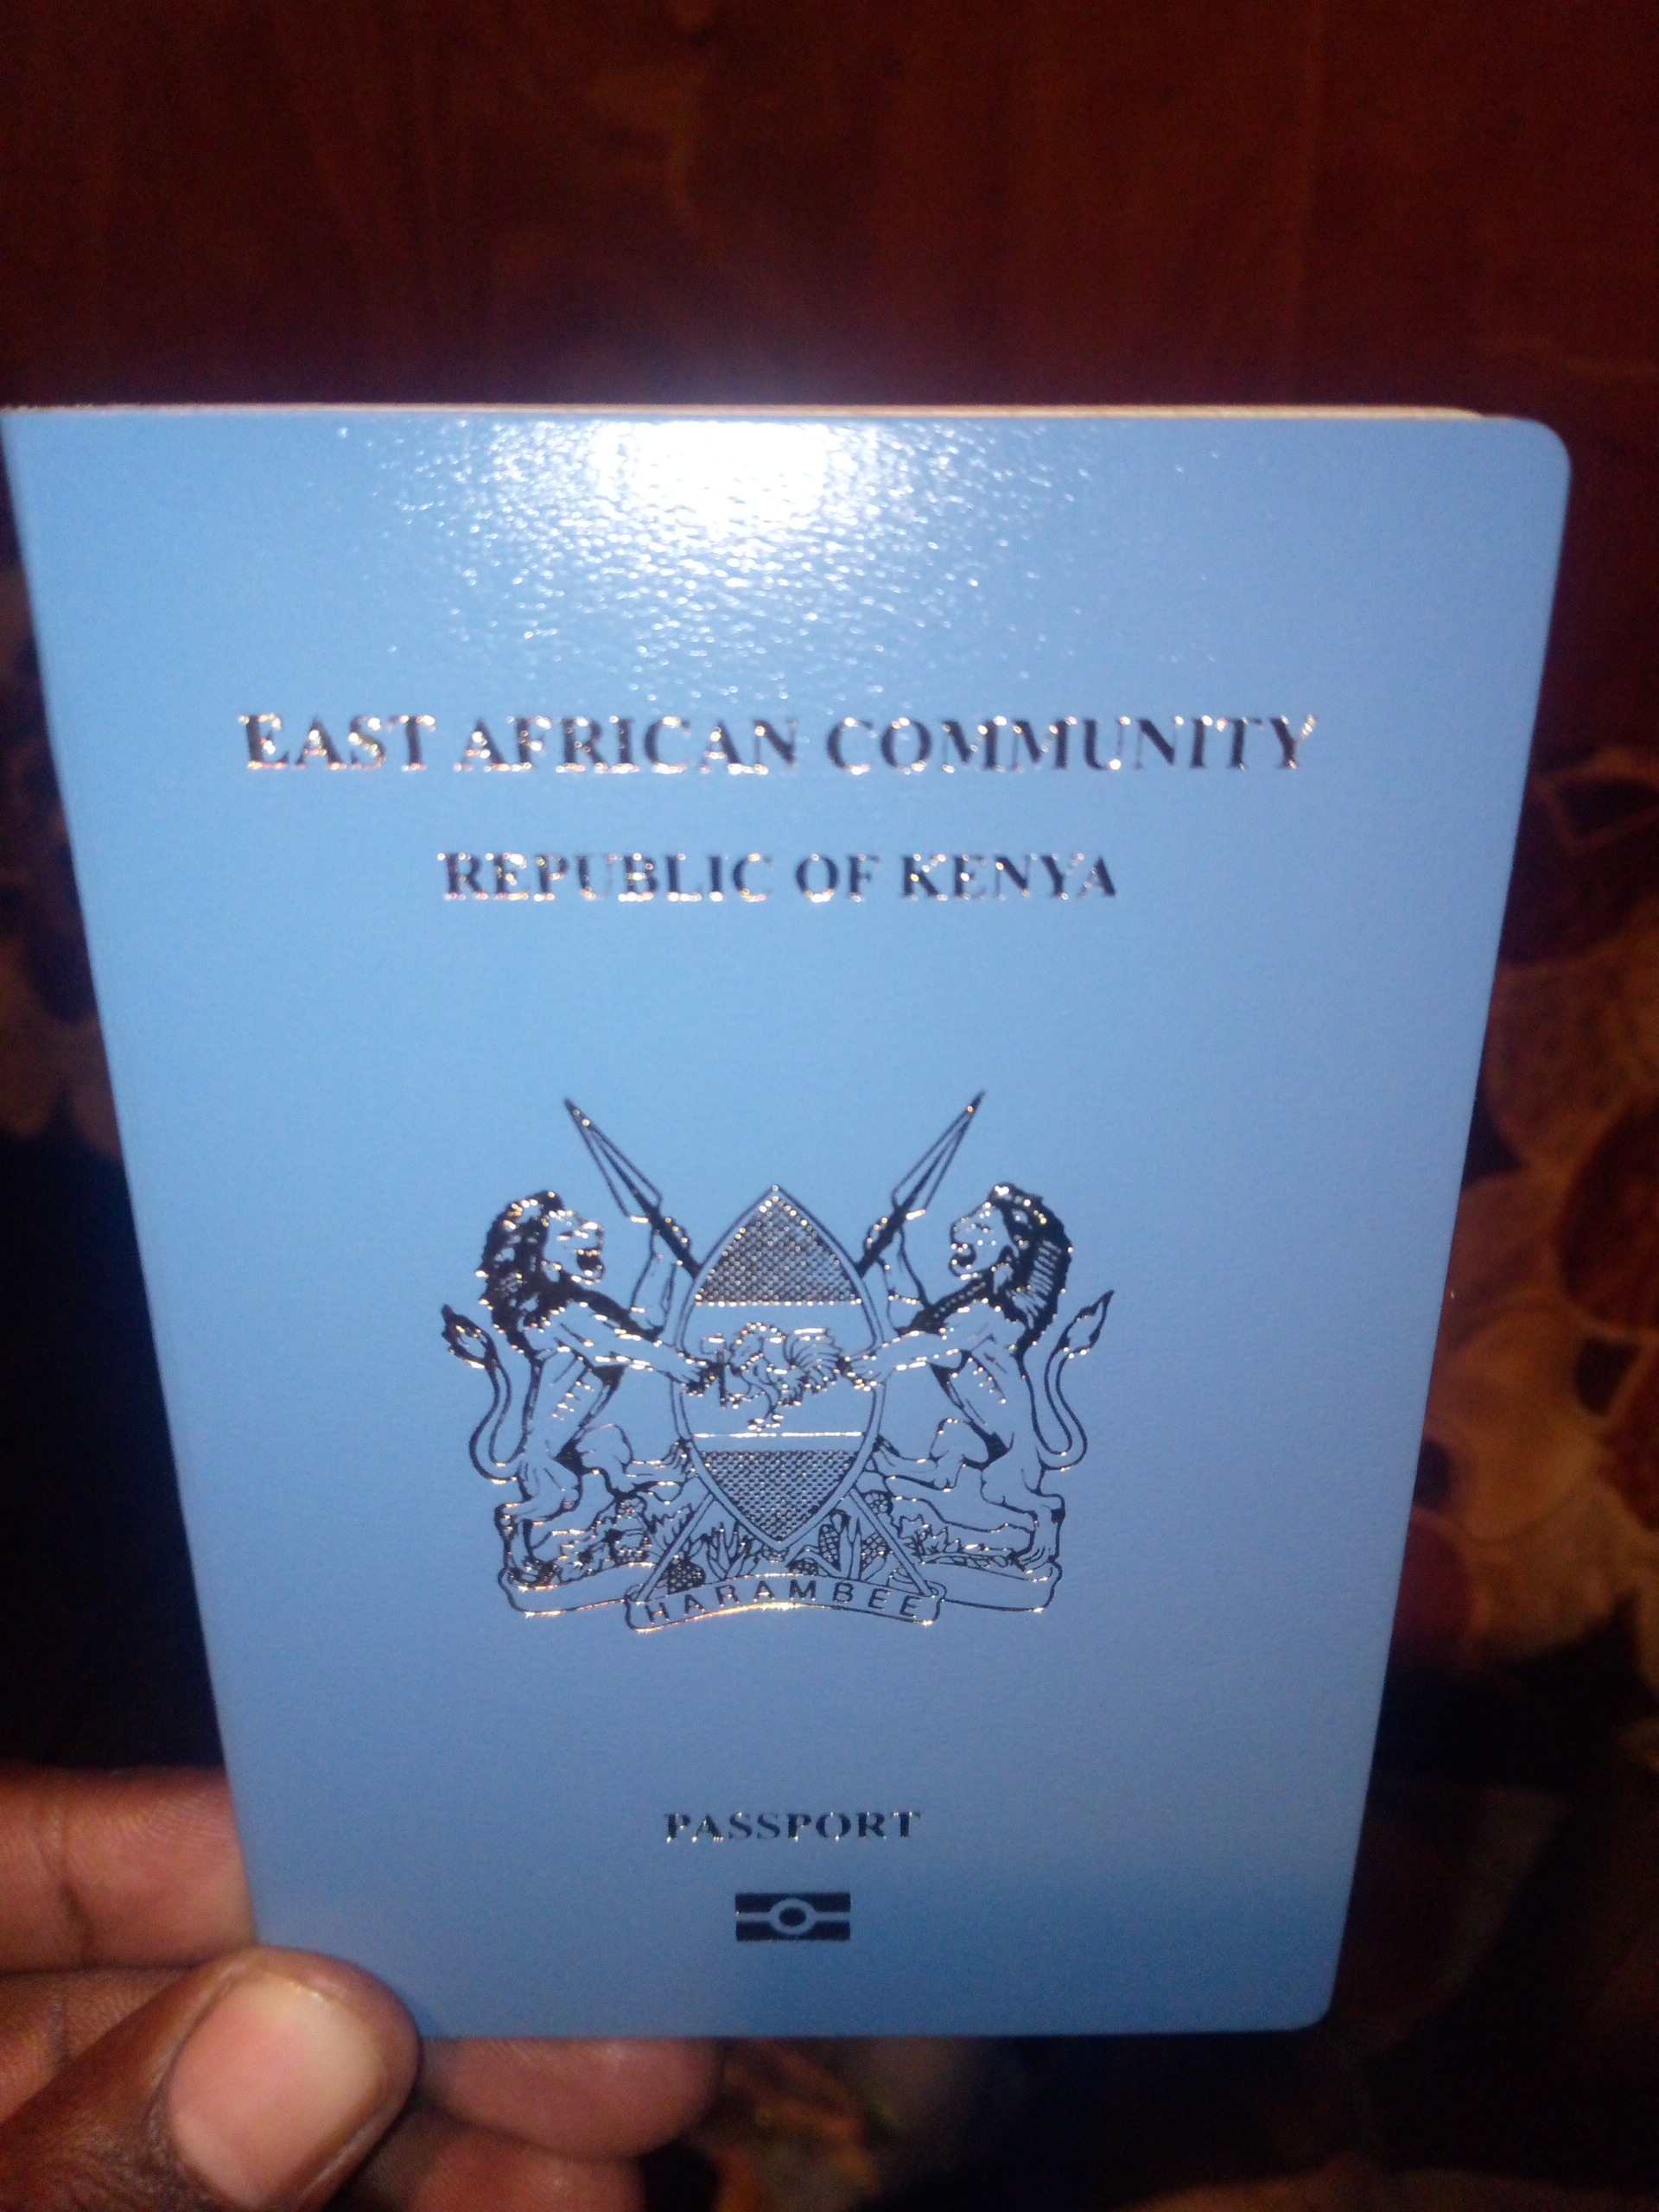 EAST AFRICAN COMMUNITY
REPUBLIC OF KENYA
HARAMBEE
PASSPORT